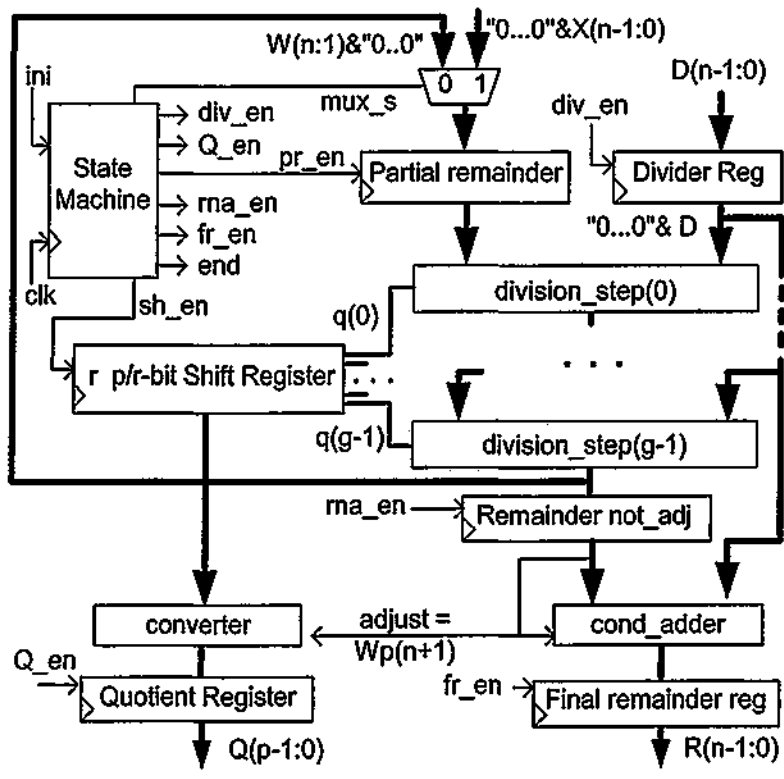 "0...0"&X(n-1:0)
W(n:1)&"0..0"
D(n-1:0)
ini
0 1
mux_s
div_en
div_en
Q_en
State
Machine
pr_en
Partial remainder
Divider Reg
rna_en
"0...0"& D
fr_en
end
clk
sh_en
division_step(0)
q(0)
r p/r-bit Shift Register
. . .
. . .
q(g-1)
division_step(g-1)
rna_en
Remainder not_adj
converter
adjust =
Wp(n+1)
cond_adder
Q_en
Quotient Register
fr_en
Final remainder reg
Q(p-1:0)
R(n-1:0)